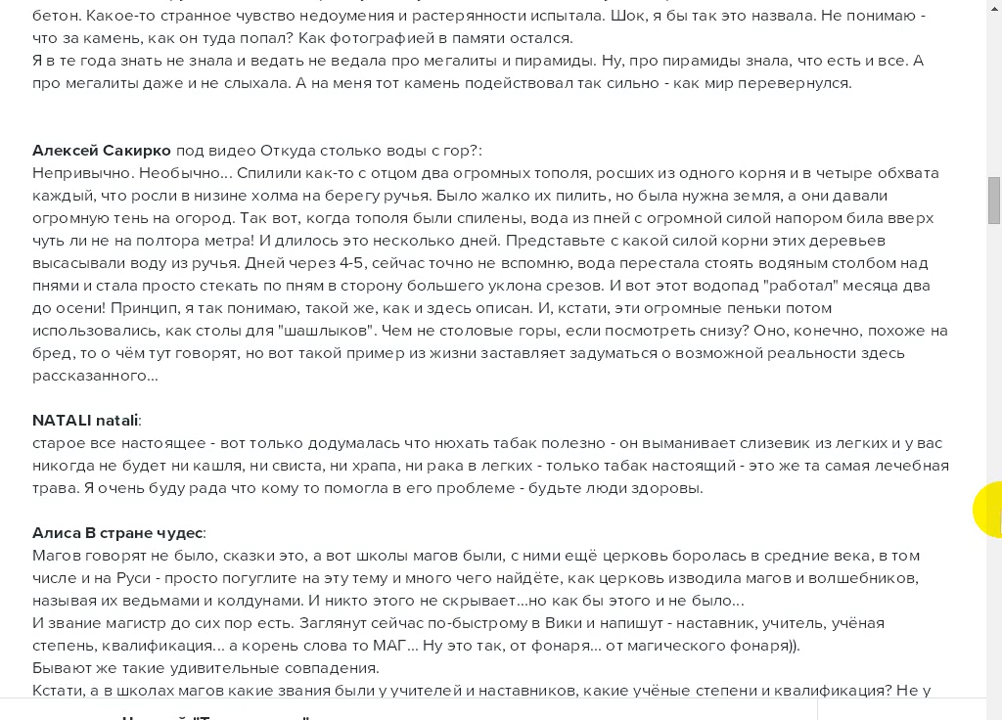 бетон. Какое-то странное чувство недоумения и растерянности испытала. Шок, я бы так это назвала. Не понимаю -
что за камень, как он туда попал? Как фотографией в памяти остался.
Я в те года знать не знала и ведать не ведала про мегалиты и пирамиды. Ну, про пирамиды знала, что есть и все. А
про мегалиты даже и не слыхала. А на меня тот камень подействовал так сильно - как мир перевернулся.
Алексей Сакирко под видео Откуда столько воды с гор?:
Непривычно. Необычно... Спилили как-то с отцом два огромных тополя, росших из одного корня и в четыре обхвата
каждый, что росли в низине холма на берегу ручья. Было жалко их пилить, но была нужна земля, а они давали
огромную тень на огород. Так вот, когда тополя были спилены, вода из пней с огромной силой напором била вверх
чуть ли не на полтора метра! И длилось это несколько дней. Представьте с какой силой корни этих деревьев
высасывали воду из ручья. Дней через 4-5, сейчас точно не вспомню, вода перестала стоять водяным столбом над
пнями и стала просто стекать по пням в сторону большего уклона срезов. И вот этот водопад "работал" месяца два
до осени! Принцип, я так понимаю, такой же, как и здесь описан. И, кстати, эти огромные пеньки потом
использовались, как столы для "шашлыков". Чем не столовые горы, если посмотреть снизу? Оно, конечно, похоже на
бред, то о чём тут говорят, но вот такой пример из жизни заставляет задуматься о возможной реальности здесь
рассказанного...
NATALI natali:
старое все настоящее - вот только додумалась что нюхать табак полезно - он выманивает слизевик из легких и у вас
никогда не будет ни кашля, ни свиста, ни храпа, ни рака в легких - только табак настоящий - это же та самая лечебная
трава. Я очень буду рада что кому то помогла в его проблеме - будьте люди здоровы.
Алиса В стране чудес:
Магов говорят не было, сказки это, а вот школы магов были, с ними ещё церковь боролась в средние века, в том
числе и на Руси - просто погуглите на эту тему и много чего найдёте, как церковь изводила магов и волшебников,
называя их ведьмами и колдунами. И никто этого не скрывает...но как бы этого и не было...
И звание магистр до сих пор есть. Заглянут сейчас по-быстрому в Вики и напишут - наставник, учитель, учёная
степень, квалификация... а корень слова то МАГ... Ну это так, от фонаря... от магического фонаря)).
Бывают же такие удивительные совпадения.
Кстати, а в школах магов какие звания были у учителей и наставников, какие учёные степени и квалификация? Не у